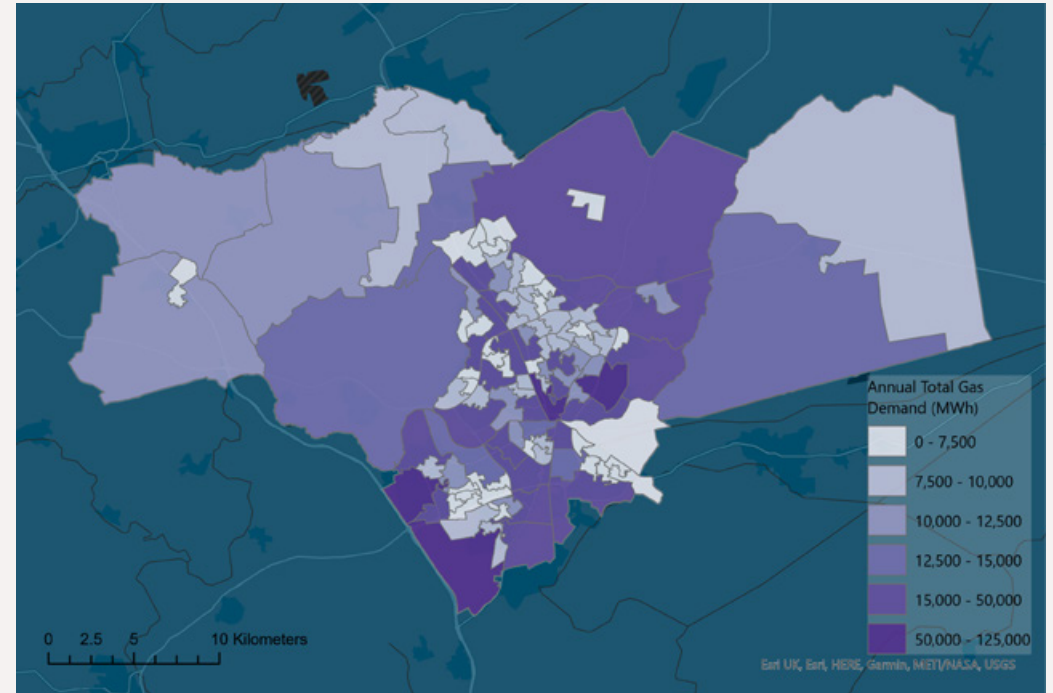 Annual Total Gas
Demand (MWh)
0 - 7,500
7,500 - 10,000
10,000 - 12,500
12,500 - 15,000
15,000 - 50,000
50,000 - 125,000
0 2.5 5 10 Kilometers
Esri UK, Esri, HERE, Garmin, METI/NASA, USGS